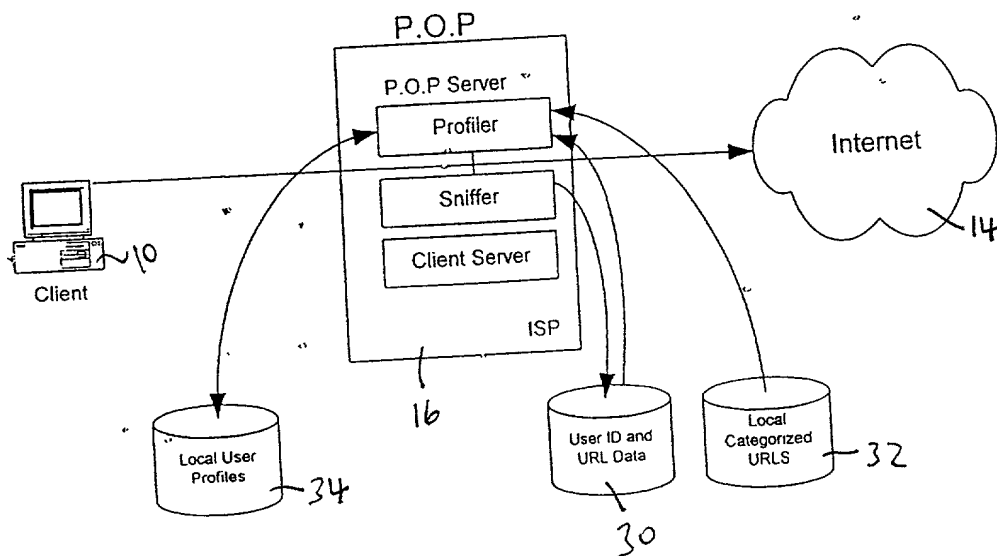 P.O.P
P.O.P Server
Profiler
Internet
Sniffer
14
Client Server
10
Client
ISP
16
Local User
Profiles
34
User ID and
URL Data
30
Local
Categorized
URLS
32